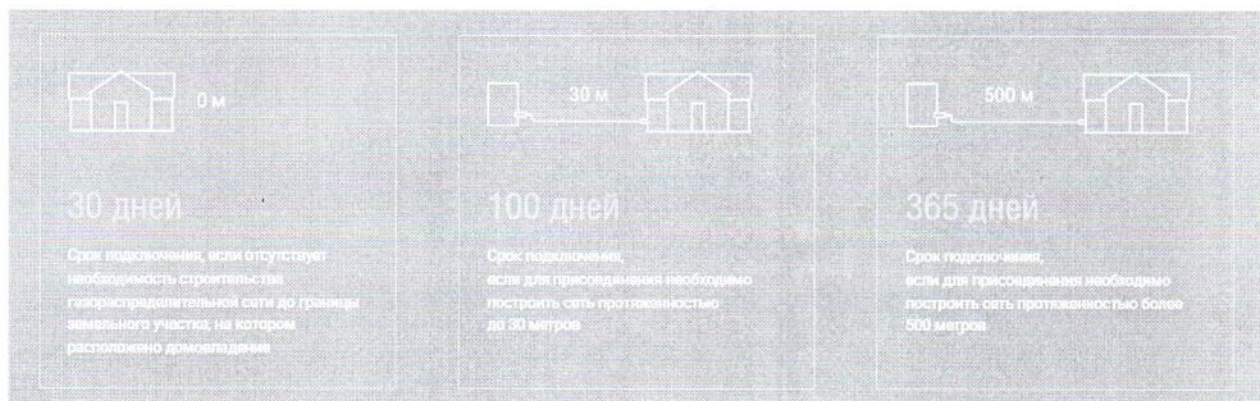 0 м
30 дней
Срок подключения, если отсутствует
необходимость строительства
газораспределительной сети до границы
земельного участка, на котором
расположено домовладение
30 м
100 дней
Срок подключения,
если для присоединения необходимо
построить сеть протяженностью
до 30 метров
500 м
365 дней
Срок подключения,
если для присоединения необходимо
построить сеть протяженностью более
500 метров